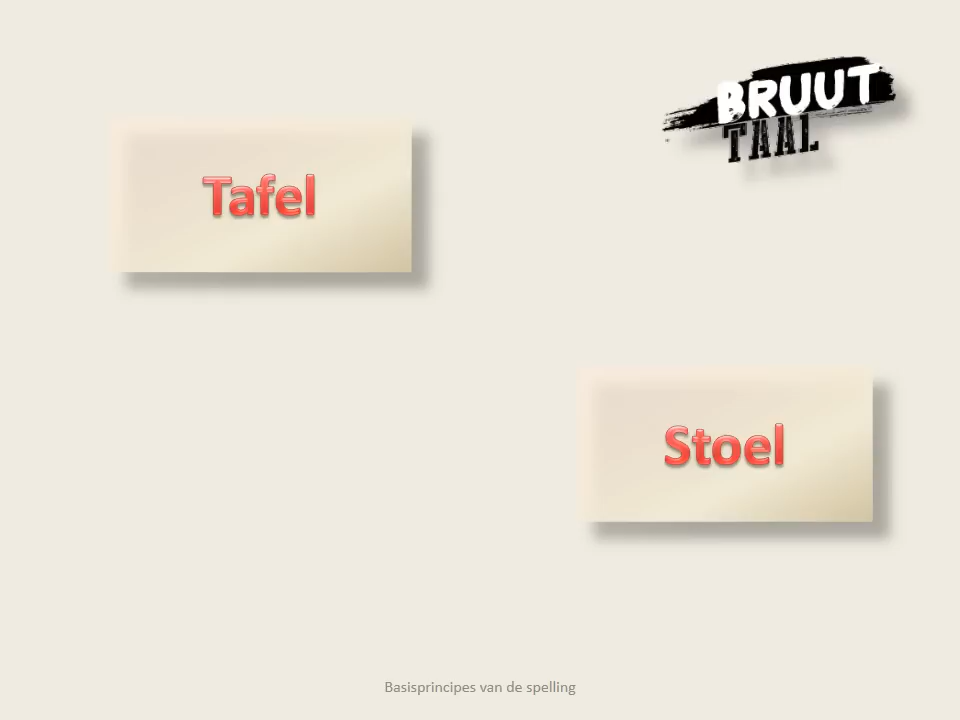 BRUUT
TAAL
Tafel
Stoel
Basisprincipes van de spelling